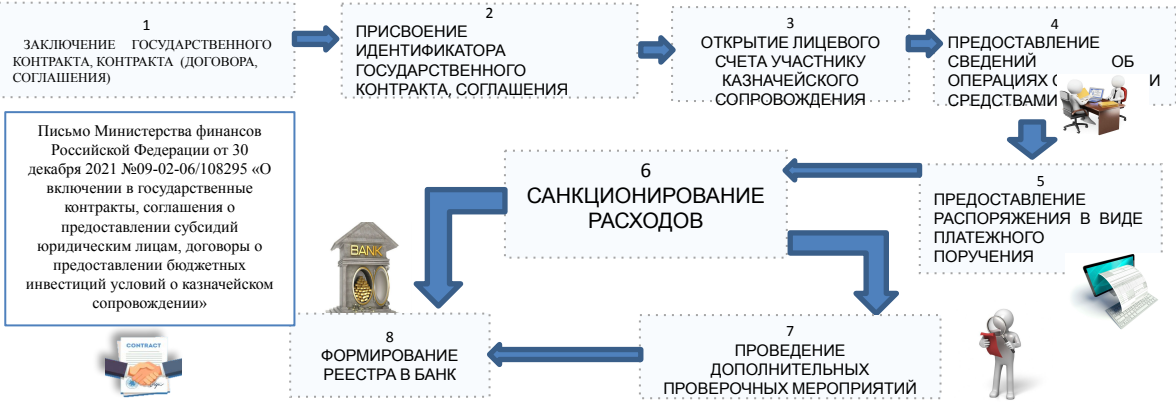 1
ЗАКЛЮЧЕНИЕ ГОСУДАРСТВЕННОГО
КОНТРАКТА, КОНТРАКТА (ДОГОВОРА,
СОГЛАШЕНИЯ)
2
ПРИСВОЕНИЕ
ИДЕНТИФИКАТОРА
ГОСУДАРСТВЕННОГО
КОНТРАКТА, СОГЛАШЕНИЯ
3
ОТКРЫТИЕ ЛИЦЕВОГО
СЧЕТА УЧАСТНИКУ
КАЗНАЧЕЙСКОГО
СОПРОВОЖДЕНИЯ
4
ПРЕДОСТАВЛЕНИЕ
СВЕДЕНИЙ ОБ
ОПЕРАЦИЯХ
СРЕДСТВАМИ
Письмо Министерства финансов
Российской Федерации от 30
декабря 2021 №09-02-06/108295 «О
включении в государственные
контракты, соглашения о
предоставлении субсидий
юридическим лицам, договоры о
предоставлении бюджетных
инвестиций условий о казначейском
сопровождении»
5
ПРЕДОСТАВЛЕНИЕ
РАСПОРЯЖЕНИЯ В ВИДЕ
ПЛАТЕЖНОГО
ПОРУЧЕНИЯ
6
САНКЦИОНИРОВАНИЕ
РАСХОДОВ
BANK
7
ПРОВЕДЕНИЕ
ДОПОЛНИТЕЛЬНЫХ
ПРОВЕРОЧНЫХ МЕРОПРИЯТИЙ
8
ФОРМИРОВАНИЕ
РЕЕСТРА В БАНК
CONTRACT